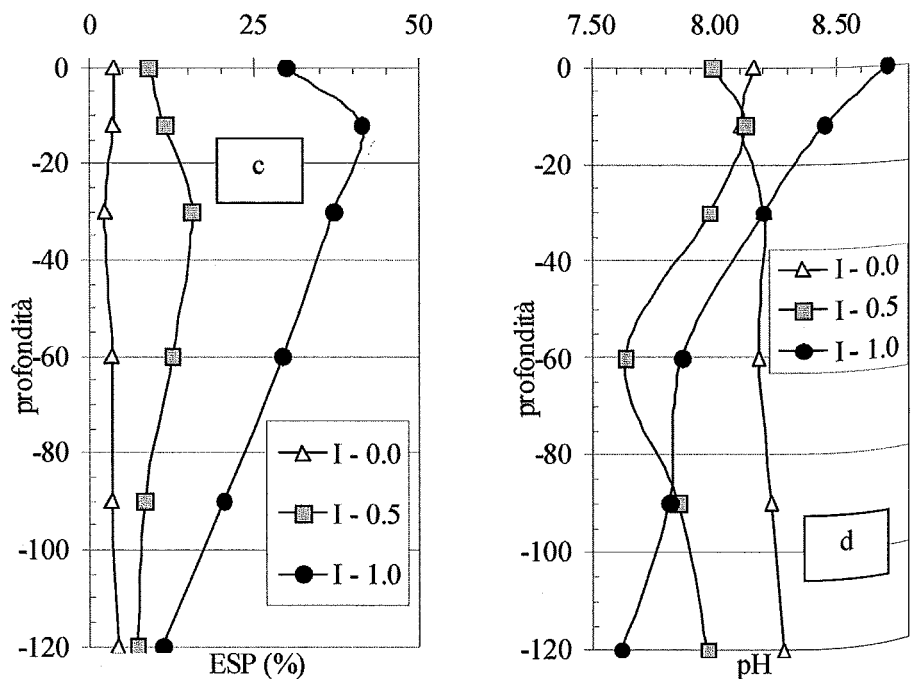 0 25 50
0
-20
-40
-60
-80
-100
-120
profondità
c
I - 0.0
I - 0.5
I - 1.0
ESP (%)
7.50 8.00 8.50
0
-20
-40
-60
-80
-100
-120
profondità
I - 0.0
I - 0.5
I - 1.0
d
pH